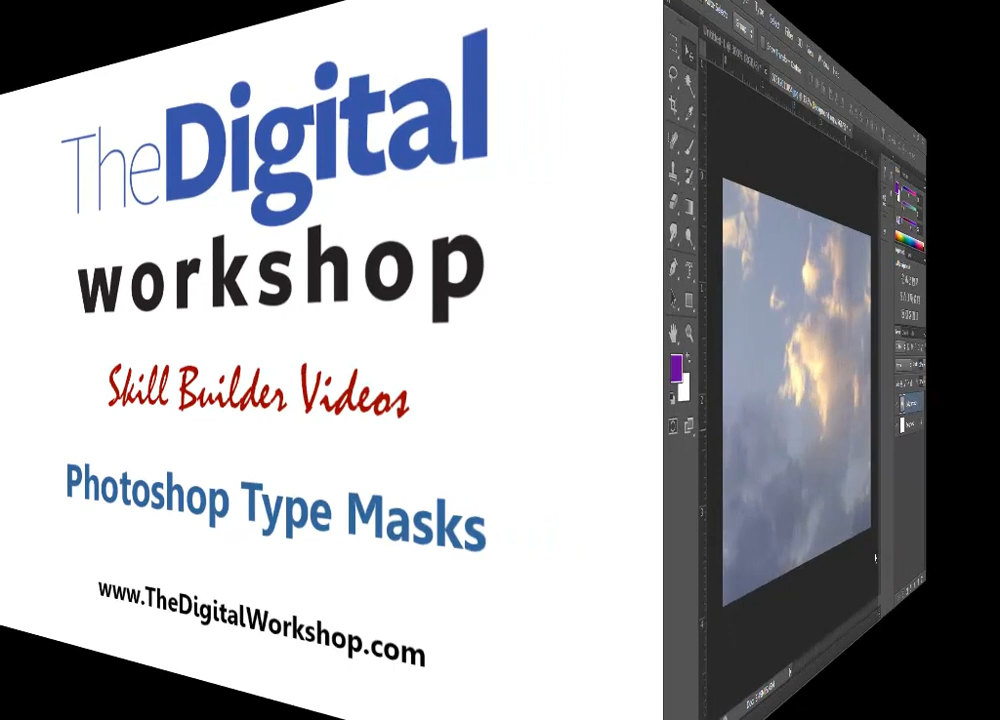 TheDigital
workshop
Skill Builder Videos
Photoshop Type Masks
www.TheDigitalWorkshop.com